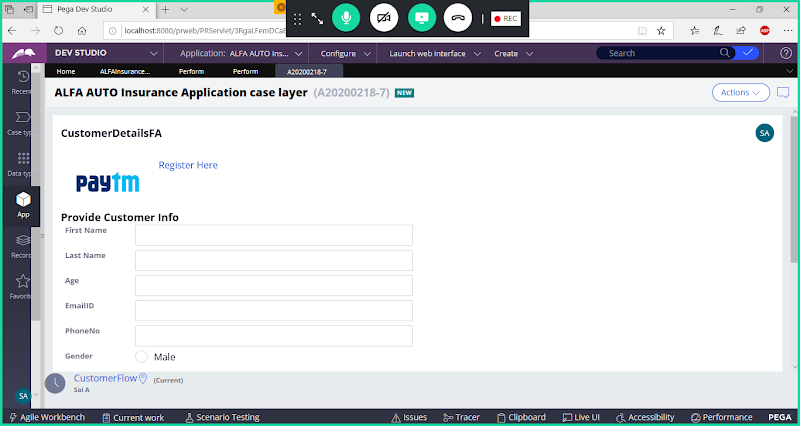 Pega Dev Studio
REC
localhost:8080/prweb/PRServlet/3RgaLFemDCaE
DEV STUDIO
Application: ALFA AUTO Ins...
Configure
Launch web interface
Create
Search
Home
ALFAInsurance...
Perform
Perform
A20200218-7
Recent
ALFA AUTO Insurance Application case layer (A20200218-7) NEW
Actions
Case typ
CustomerDetailsFA
SA
Data typ
Register Here
paytm
App
Provide Customer Info
First Name
Last Name
Record
Age
Favorit
EmailID
PhoneNo
Gender
Male
CustomerFlow
(Current)
Sai A
SA
Agile Workbench
Current work
Scenario Testing
Issues
Tracer
Clipboard
Live UI
Accessibility
Performance
PEGA